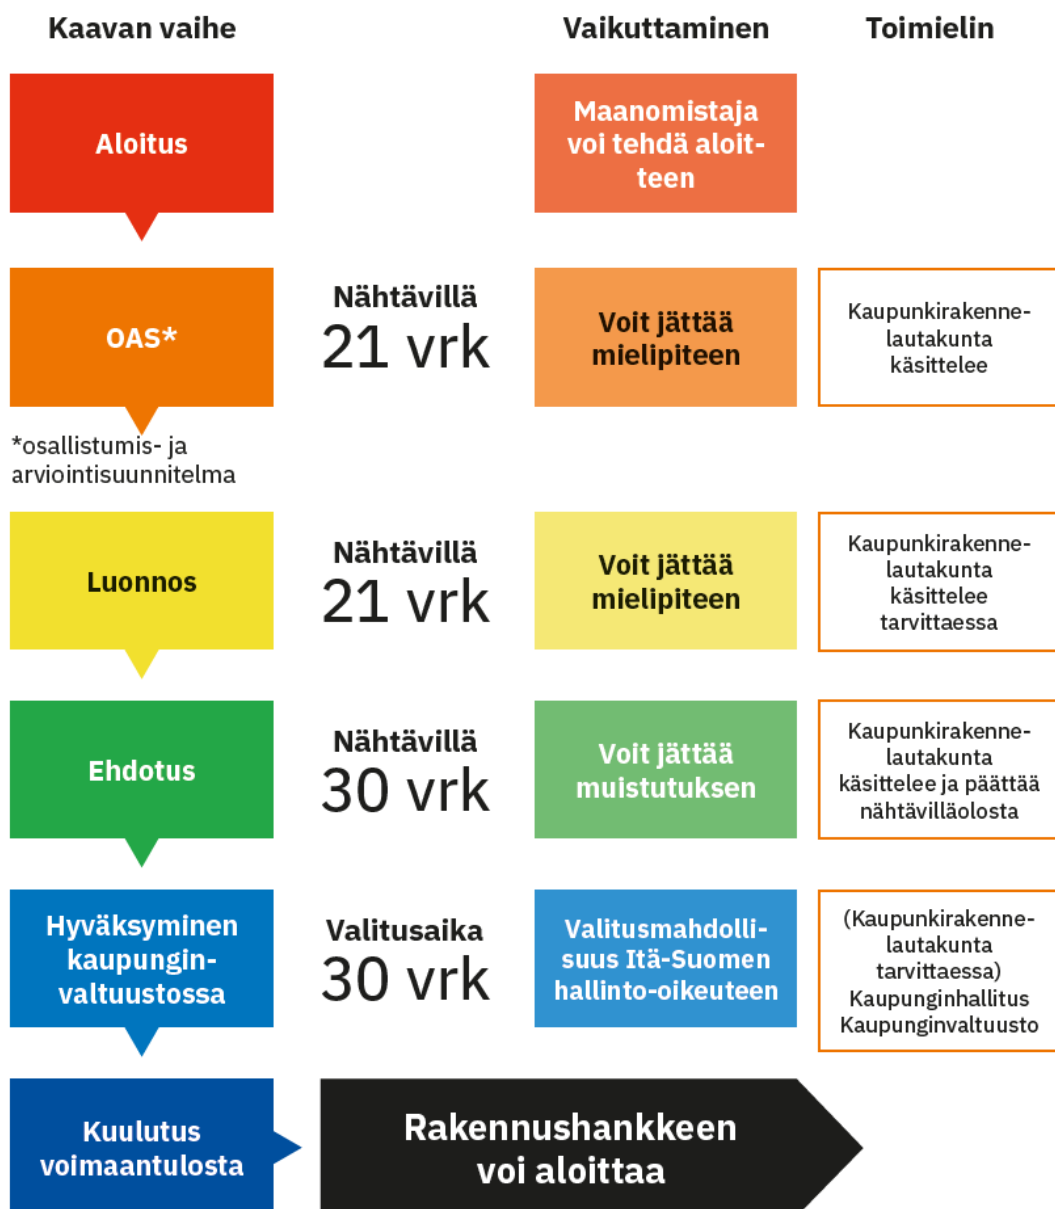 Kaavan vaihe
Vaikuttaminen
Toimielin
Aloitus
Maanomistaja
voi tehdä aloit-
teen
OAS*
Nähtävillä
21 vrk
Voit jättää
mielipiteen
Kaupunkirakenne-
lautakunta
käsittelee
*osallistumis- ja
arviointisuunnitelma
Luonnos
Nähtävillä
21 vrk
Voit jättää
mielipiteen
Kaupunkirakenne-
lautakunta
käsittelee
tarvittaessa
Ehdotus
Nähtävillä
30 vrk
Voit jättää
muistutuksen
Kaupunkirakenne-
lautakunta
käsittelee ja päättää
nähtävilläolosta
Hyväksyminen
kaupungin-
valtuustossa
Valitusaika
30 vrk
Valitusmahdolli-
suus Itä-Suomen
hallinto-oikeuteen
(Kaupunkirakenne-
lautakunta
tarvittaessa)
Kaupunginhallitus
Kaupunginvaltuusto
Kuulutus
voimaantulosta
Rakennushankkeen
voi aloittaa